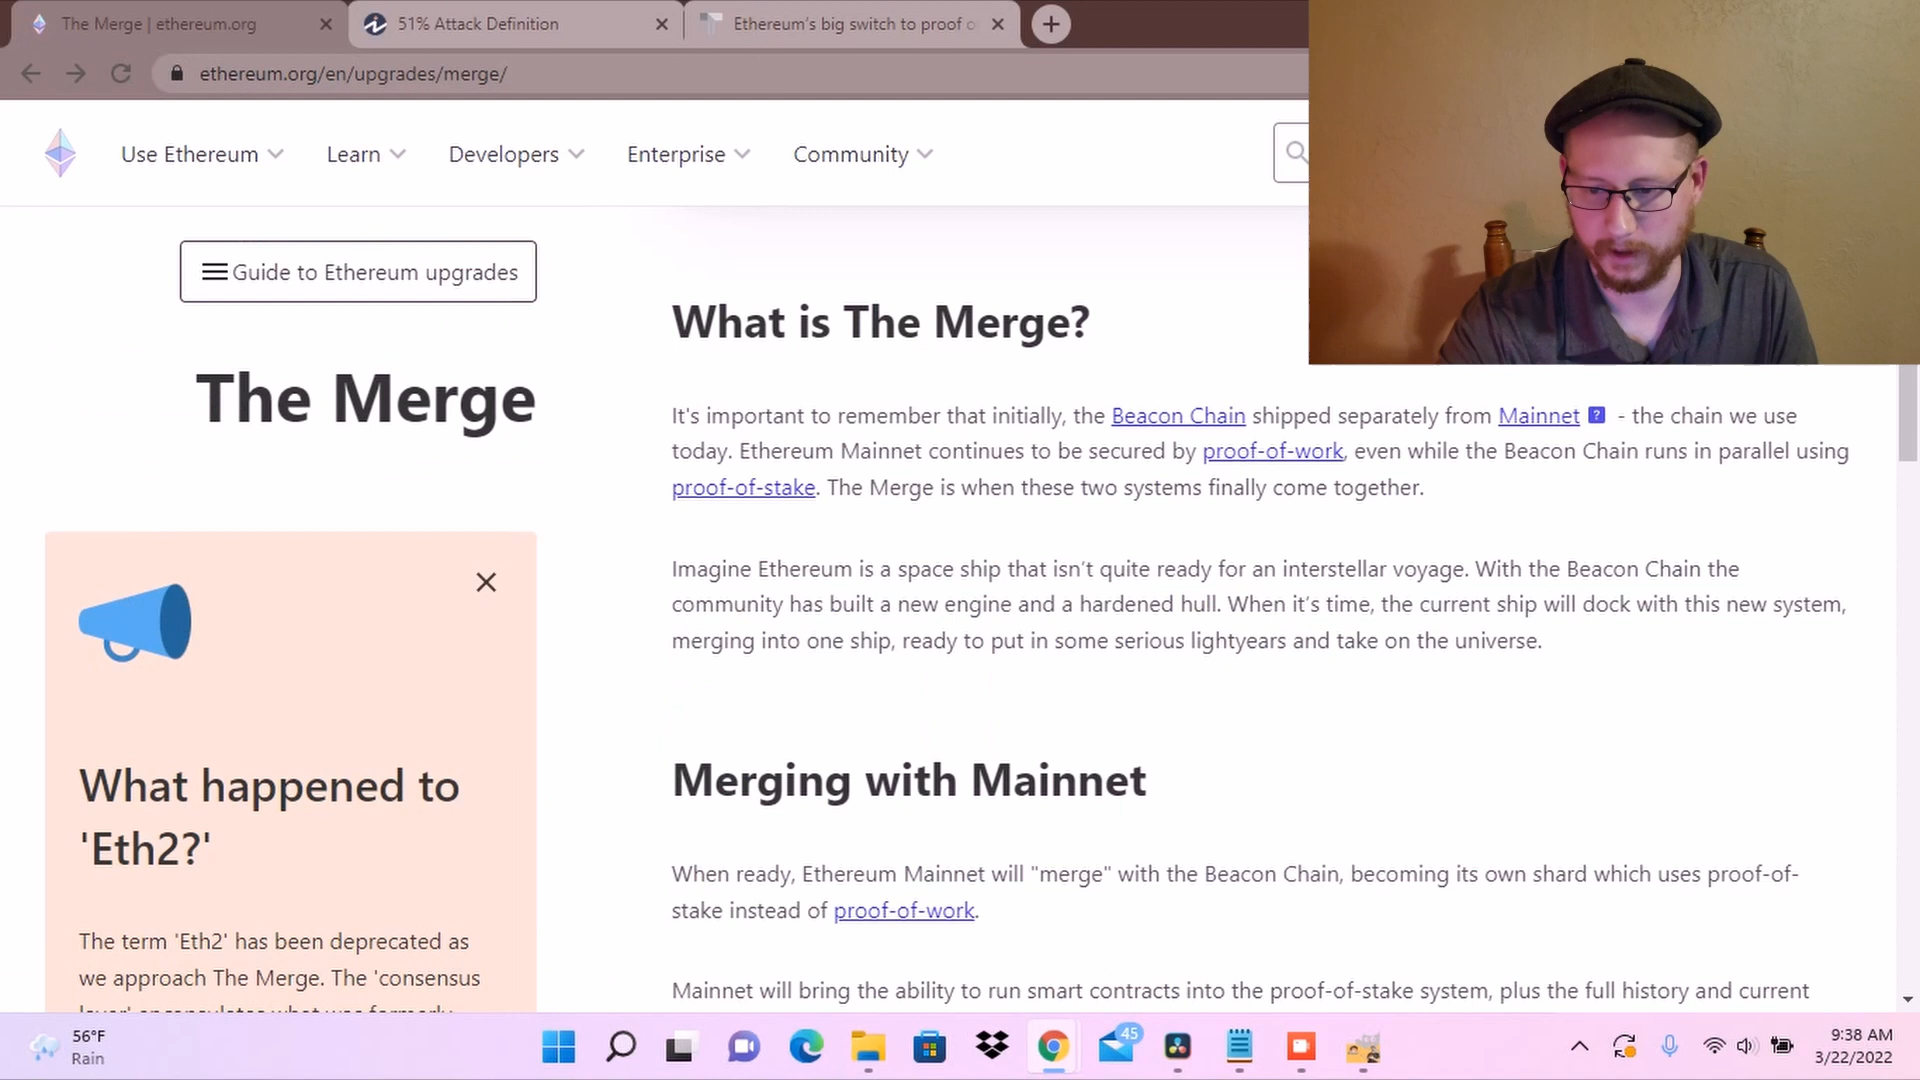 The Merge | ethereum.org
51% Attack Definition
Ethereum's big switch to proof o
ethereum.org/en/upgrades/merge/
Use Ethereum
Learn
Developers
Enterprise
Community
Guide to Ethereum upgrades
The Merge
What happened to
'Eth2?'
The term 'Eth2' has been deprecated as
we approach The Merge. The 'consensus
What is The Merge?
It's important to remember that initially, the Beacon Chain shipped separately from Mainnet ? - the chain we use
today. Ethereum Mainnet continues to be secured by proof-of-work, even while the Beacon Chain runs in parallel using
proof-of-stake. The Merge is when these two systems finally come together.
Imagine Ethereum is a space ship that isn't quite ready for an interstellar voyage. With the Beacon Chain the
community has built a new engine and a hardened hull. When it's time, the current ship will dock with this new system,
merging into one ship, ready to put in some serious lightyears and take on the universe.
Merging with Mainnet
When ready, Ethereum Mainnet will "merge" with the Beacon Chain, becoming its own shard which uses proof-of-
stake instead of proof-of-work.
Mainnet will bring the ability to run smart contracts into the proof-of-stake system, plus the full history and current
56°F
Rain
45
9:38 AM
3/22/2022